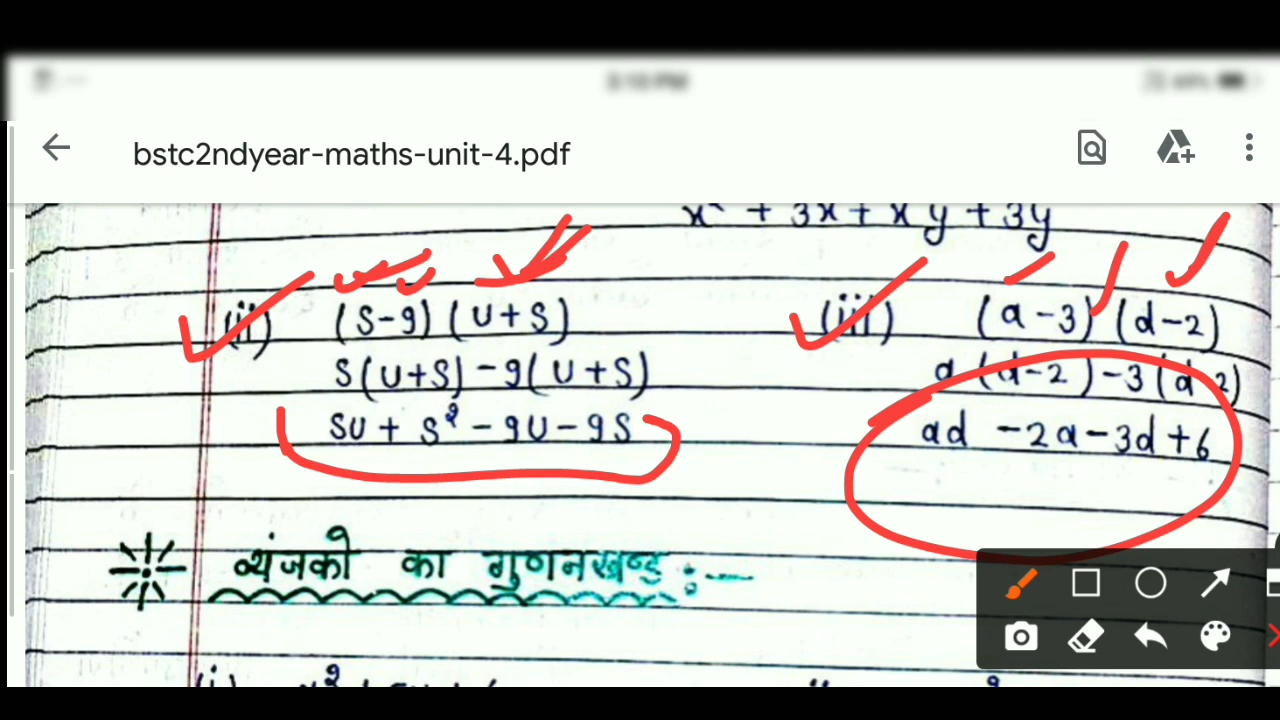 bstc2ndyear-maths-unit-4.pdf
x² + 3x + xy + 3y
(ii) (s-9) (u+s)
s(u+s) -9(u+s)
su + s² - 9u - 9s
(iii) (a-3) (d-2)
a (d-2) -3(d-2)
ad -2a-3d+6
व्यंजको का गुणनखण्ड :-